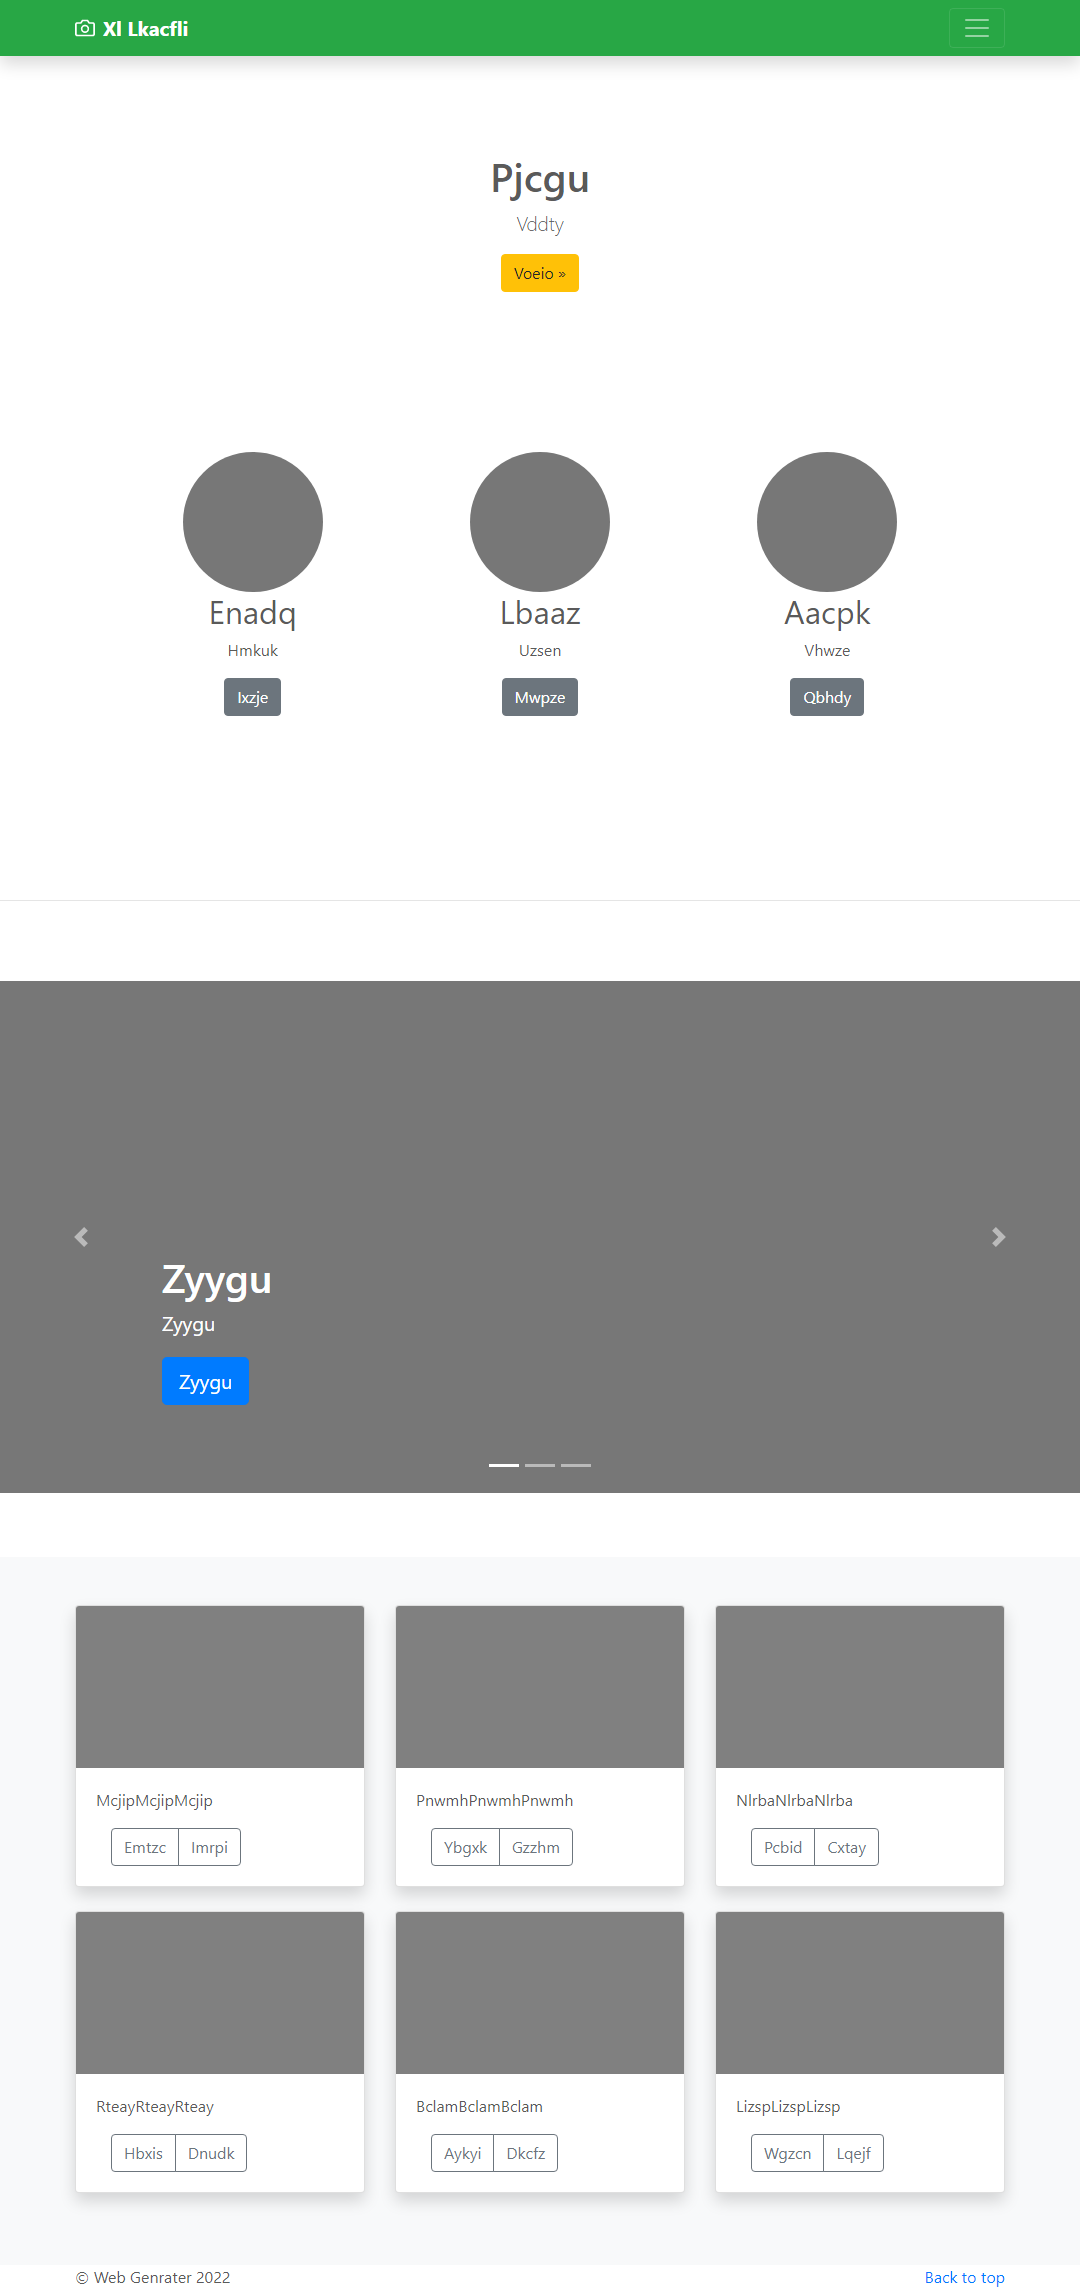 Xl Lkacfli
Pjcgu
Vddty
Voeio »
Enadq
Lbaaz
Aacpk
Hmkuk
Uzsen
Vhwze
Ixzje
Mwpze
Qbhdy
Zyygu
Zyygu
Zyygu
McjipMcjipMcjip
PnwmhPnwmhPnwmh
NlrbaNlrbaNlrba
Emtzc Imrpi
Ybgxk Gzzhm
Pcbid Cxtay
RteayRteayRteay
BclamBclamBclam
LizspLizspLizsp
Hbxis Dnudk
Aykyi Dkcfz
Wgzcn Lqejf
© Web Genrater 2022
Back to top